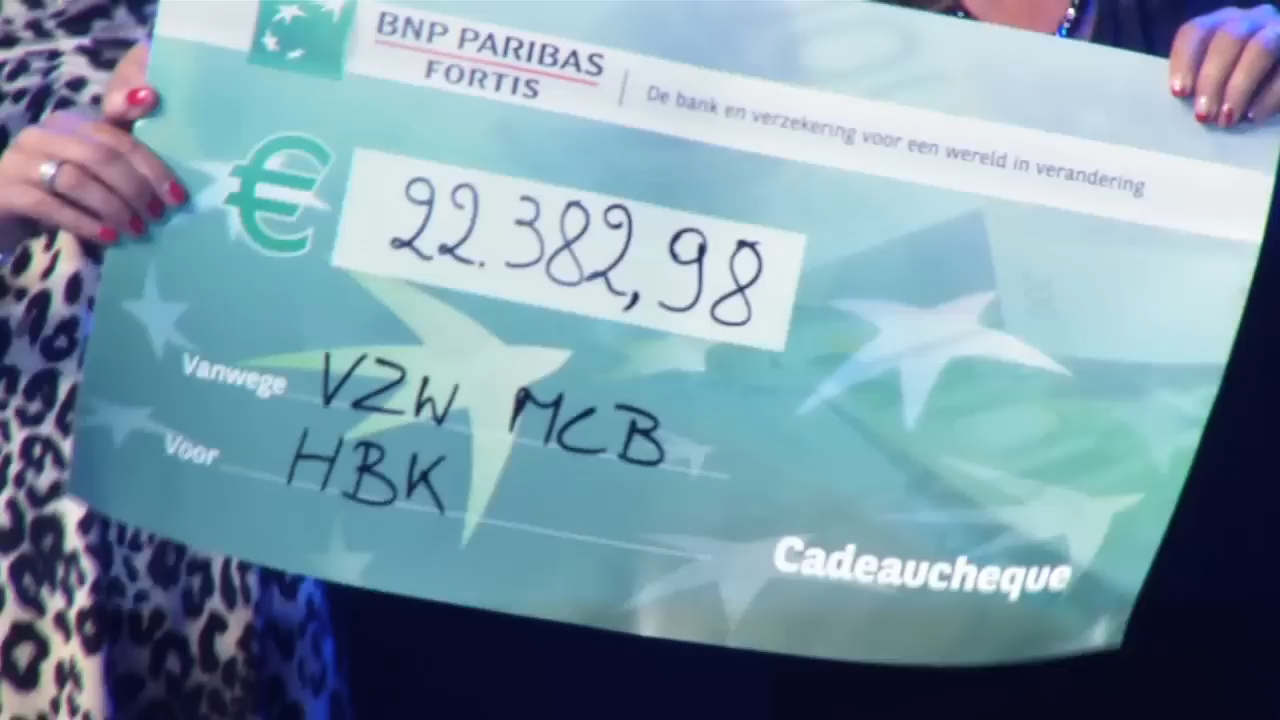 BNP PARIBAS
FORTIS
De bank en verzekering voor een wereld in verandering
€ 22.382,98
Vanwege VZW MCB
Voor HBK
Cadeaucheque